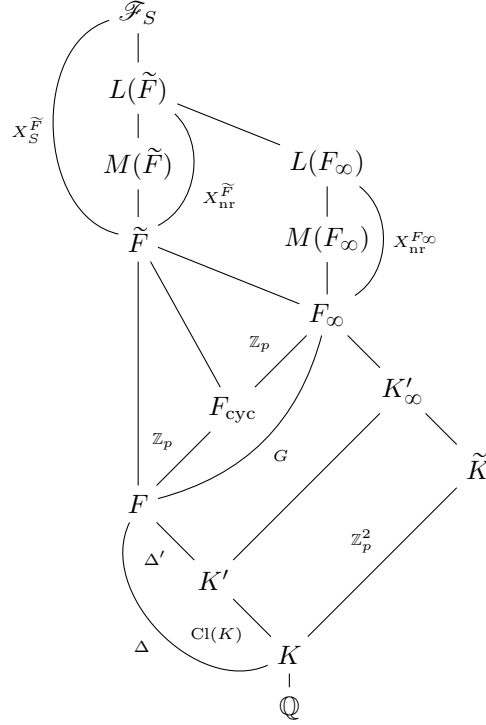 𝓕_S
L(F̃)
X_S^F̃
M(F̃)
L(F_∞)
X_nr^F̃
F̃
M(F_∞)
X_nr^F_∞
F_∞
ℤ_p
K'_∞
F_cyc
ℤ_p
G
K̃
F
ℤ_p^2
Δ'
K'
Cl(K)
Δ
K
ℚ